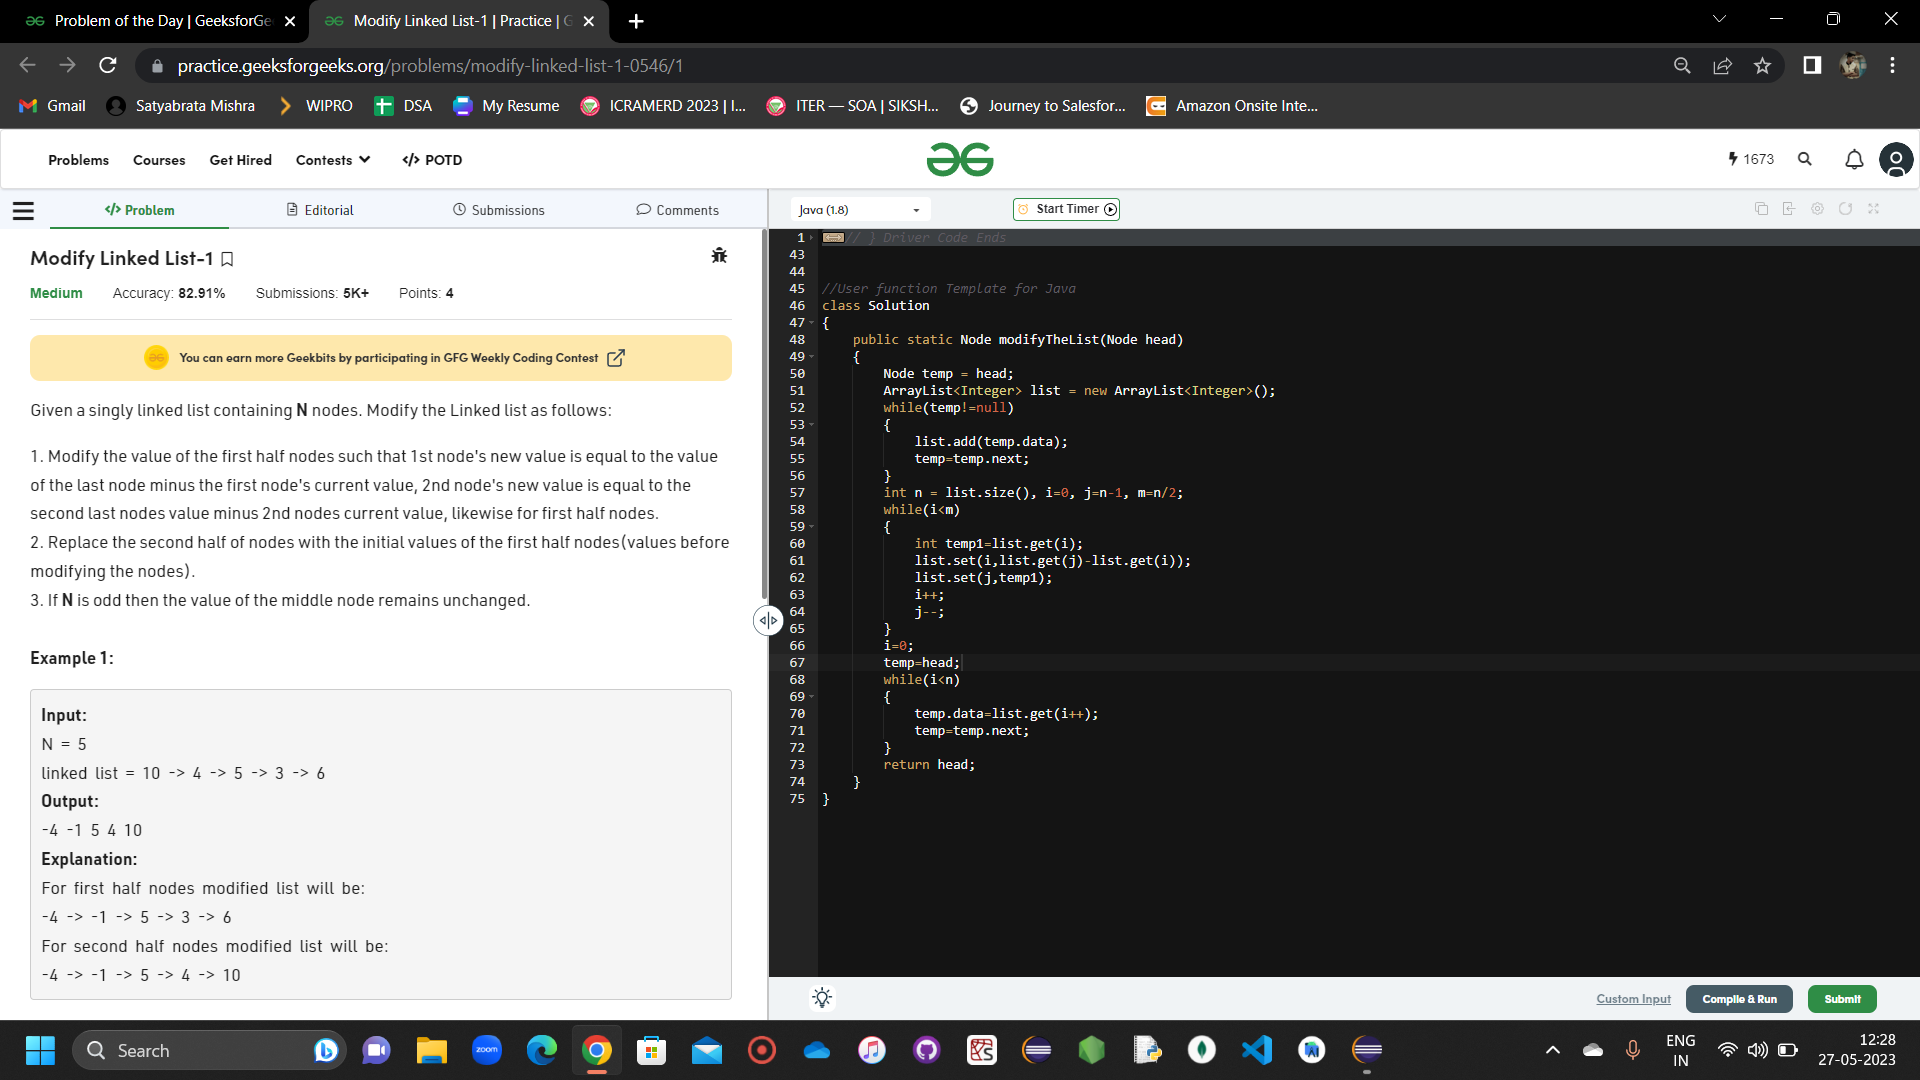 Problem of the Day | GeeksforGe
Modify Linked List-1 | Practice | G
practice.geeksforgeeks.org/problems/modify-linked-list-1-0546/1
Gmail
Satyabrata Mishra
WIPRO
DSA
My Resume
ICRAMERD 2023 | I...
ITER — SOA | SIKSH...
Journey to Salesfor...
Amazon Onsite Inte...
Problems
Courses
Get Hired
Contests
</> POTD
1673
</> Problem
Editorial
Submissions
Comments
Java (1.8)
Start Timer
Modify Linked List-1
Medium
Accuracy: 82.91%
Submissions: 5K+
Points: 4
You can earn more Geekbits by participating in GFG Weekly Coding Contest
Given a singly linked list containing N nodes. Modify the Linked list as follows:
1. Modify the value of the first half nodes such that 1st node's new value is equal to the value
of the last node minus the first node's current value, 2nd node's new value is equal to the
second last nodes value minus 2nd nodes current value, likewise for first half nodes.
2. Replace the second half of nodes with the initial values of the first half nodes(values before
modifying the nodes).
3. If N is odd then the value of the middle node remains unchanged.
Example 1:
Input:
N = 5
linked list = 10 -> 4 -> 5 -> 3 -> 6
Output:
-4 -1 5 4 10
Explanation:
For first half nodes modified list will be:
-4 -> -1 -> 5 -> 3 -> 6
For second half nodes modified list will be:
-4 -> -1 -> 5 -> 4 -> 10
1 // } Driver Code Ends
43
44
45 //User function Template for Java
46 class Solution
47 {
48 public static Node modifyTheList(Node head)
49 {
50 Node temp = head;
51 ArrayList<Integer> list = new ArrayList<Integer>();
52 while(temp!=null)
53 {
54 list.add(temp.data);
55 temp=temp.next;
56 }
57 int n = list.size(), i=0, j=n-1, m=n/2;
58 while(i<m)
59 {
60 int temp1=list.get(i);
61 list.set(i,list.get(j)-list.get(i));
62 list.set(j,temp1);
63 i++;
64 j--;
65 }
66 i=0;
67 temp=head;
68 while(i<n)
69 {
70 temp.data=list.get(i++);
71 temp=temp.next;
72 }
73 return head;
74 }
75 }
Custom Input
Compile & Run
Submit
Search
zoom
ENG
IN
12:28
27-05-2023